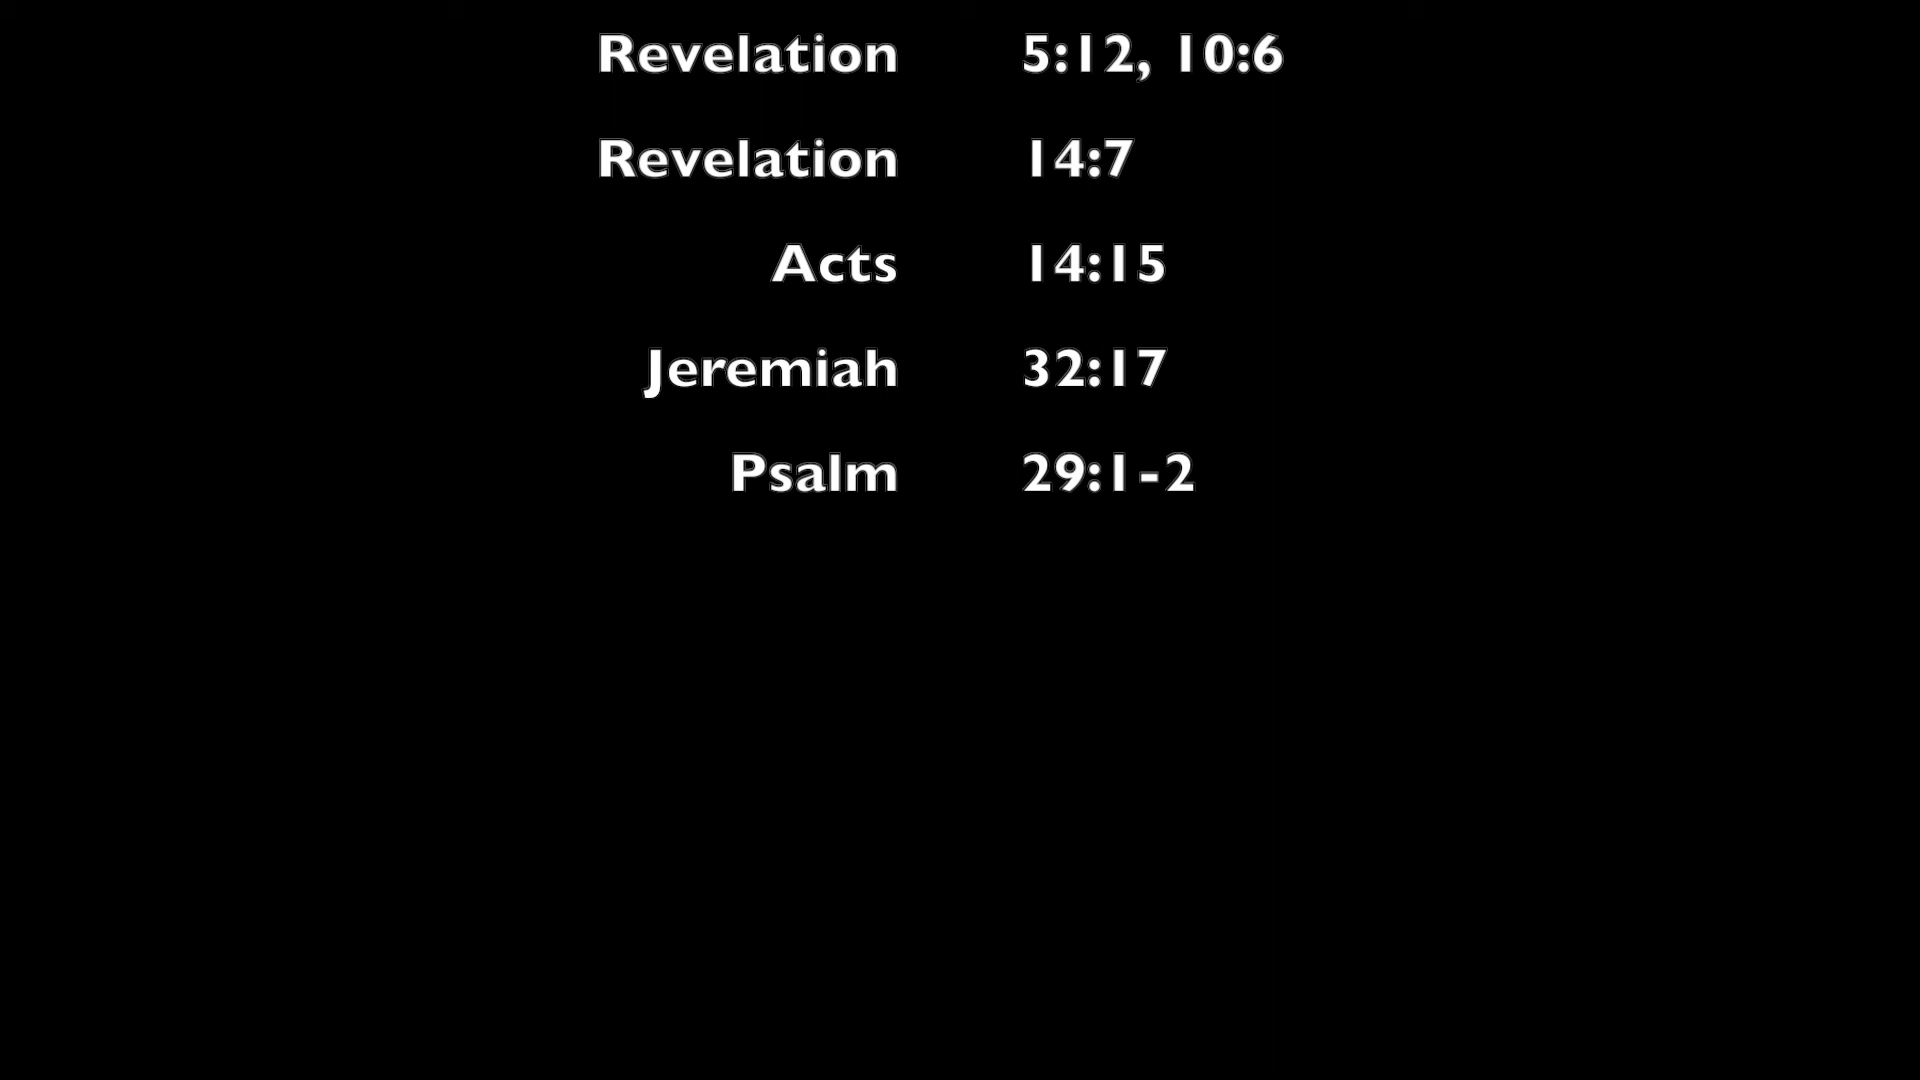 Revelation 5:12, 10:6
Revelation 14:7
Acts 14:15
Jeremiah 32:17
Psalm 29:1-2